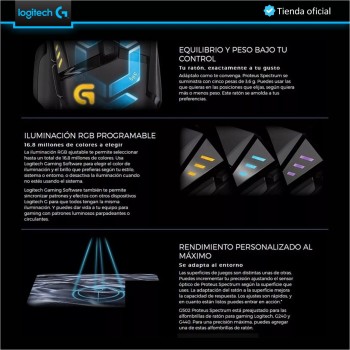 logitech G
Tienda oficial
EQUILIBRIO Y PESO BAJO TU
CONTROL
Tu ratón, exactamente a tu gusto
Adáptalo como te convenga. Proteus Spectrum se
suministra con cinco pesas de 3.6 g. Puedes usar las
que quieras en las posiciones que elijas, según quiera
más o menos peso. Este ratón se amolda a tus
preferencias.
ILUMINACIÓN RGB PROGRAMABLE
16,8 millones de colores a elegir
La iluminación RGB ajustable te permite seleccionar
hasta un total de 16,8 millones de colores. Usa
Logitech Gaming Software para elegir el color de
iluminación y el brillo que prefieras según tu estilo,
sistema o entorno, o desactiva la iluminación cuando
no estés usando el sistema.
Logitech Gaming Software también te permite
sincronizar patrones y efectos con otros dispositivos
Logitech G para que todos tengan la misma
iluminación. Y puedes dar vida a tu equipo para
gaming con patrones luminosos parpadeantes o
circulantes.
RENDIMIENTO PERSONALIZADO AL
MÁXIMO
Se adapta al entorno
Las superficies de juegos son distintas unas de otras.
Puedes incrementar tu precisión ajustando el sensor
óptico de Proteus Spectrum según la superficie que
uses. La adaptación del ratón a la superficie mejora
la capacidad de respuesta. Los ajustes son rápidos, y
en cuanto están listos puedes entrar en acción.
G502 Proteus Spectrum está preajustado para las
alfombrillas de ratón para gaming Logitech G240 y
G440. Para una precisión máxima, puedes agregar
una de estas alfombrillas de ratón.